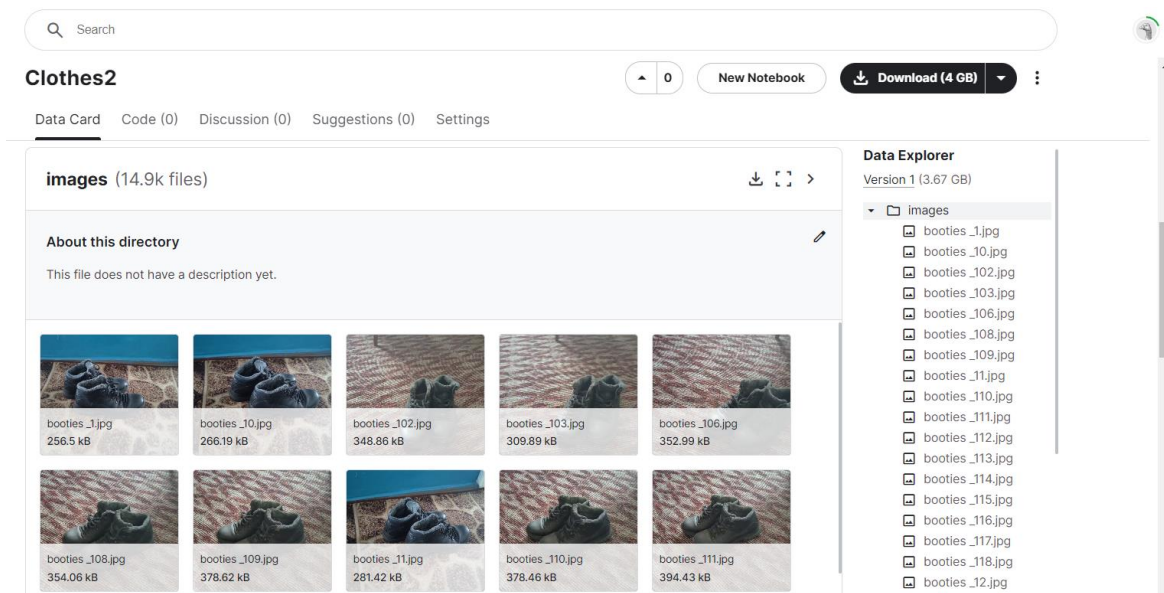 Search
Clothes2
0
New Notebook
Download (4 GB)
Data Card Code (0) Discussion (0) Suggestions (0) Settings
images (14.9k files)
About this directory
This file does not have a description yet.
booties _1.jpg
256.5 kB
booties _10.jpg
266.19 kB
booties _102.jpg
348.86 kB
booties _103.jpg
309.89 kB
booties _106.jpg
352.99 kB
booties _108.jpg
354.06 kB
booties _109.jpg
378.62 kB
booties _11.jpg
281.42 kB
booties _110.jpg
378.46 kB
booties _111.jpg
394.43 kB
Data Explorer
Version 1 (3.67 GB)
images
booties _1.jpg
booties _10.jpg
booties _102.jpg
booties _103.jpg
booties _106.jpg
booties _108.jpg
booties _109.jpg
booties _11.jpg
booties _110.jpg
booties _111.jpg
booties _112.jpg
booties _113.jpg
booties _114.jpg
booties _115.jpg
booties _116.jpg
booties _117.jpg
booties _118.jpg
booties _12.jpg